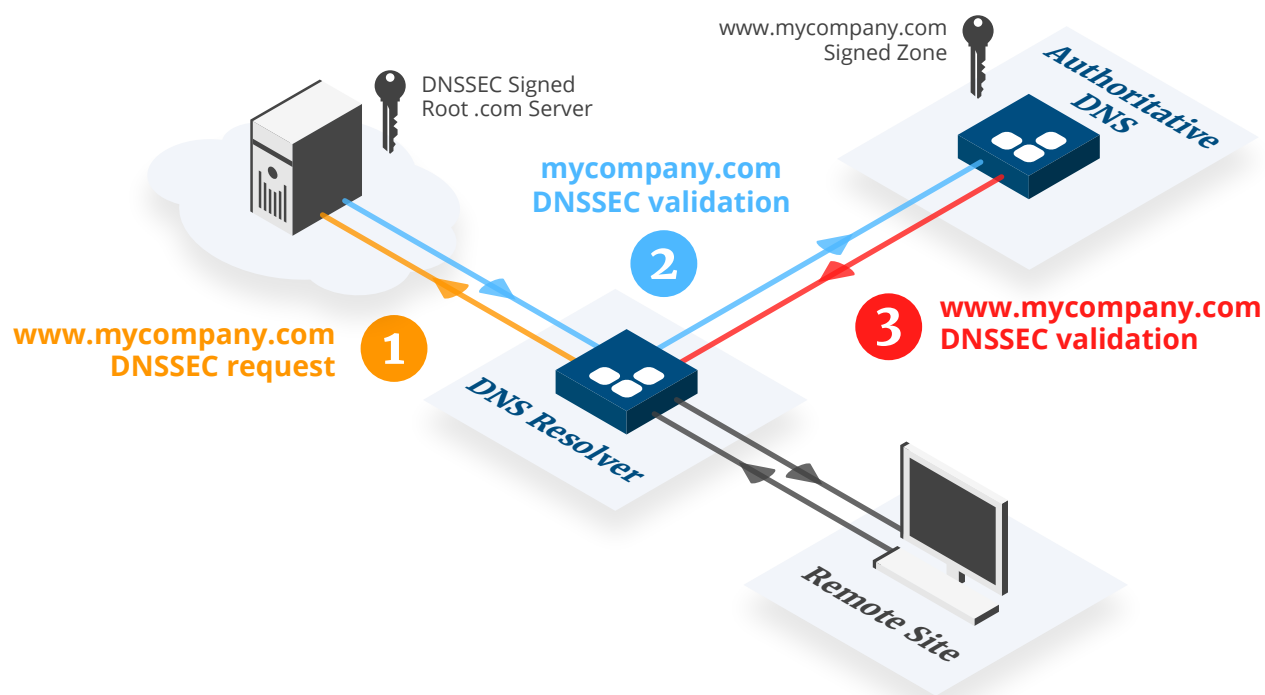 www.mycompany.com
Signed Zone
DNSSEC Signed
Root .com Server
Authoritative
DNS
mycompany.com
DNSSEC validation
2
www.mycompany.com
DNSSEC request
1
3
www.mycompany.com
DNSSEC validation
DNS Resolver
Remote Site